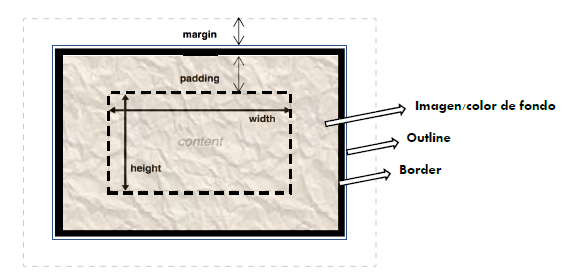 margin
padding
Imagen/color de fondo
width
Outline
content
height
Border